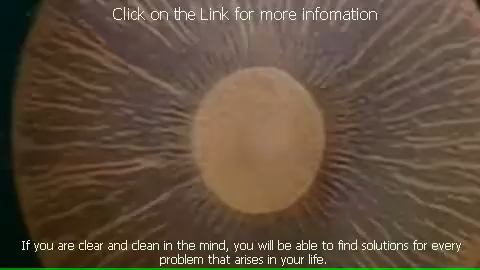 Click on the Link for more infomation
If you are clear and clean in the mind, you will be able to find solutions for every
problem that arises in your life.